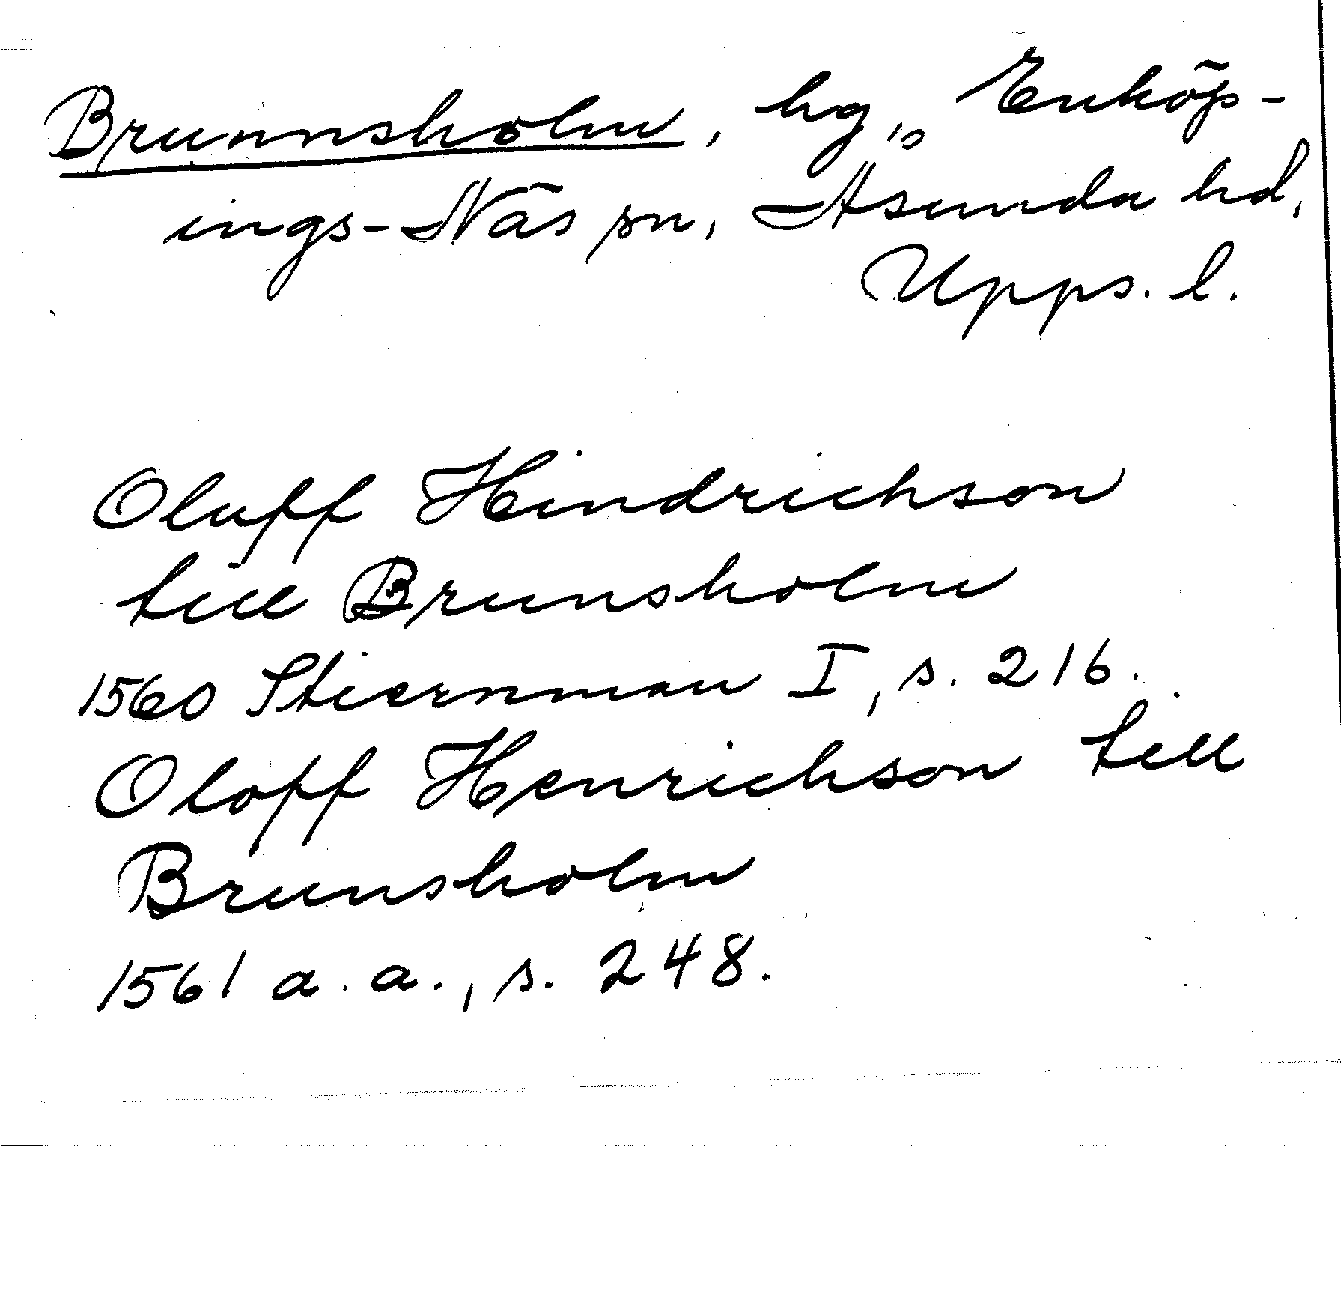 Brunnsholm, hg, Enköp-
ings-Näs sn, Åsunda hd,
Upps. l.
Oluff Hindrichson
till Brunsholm
1560 Stiernman I, s. 216.
Oloff Henrichson till
Brunsholm
1561 a. a., s. 248.